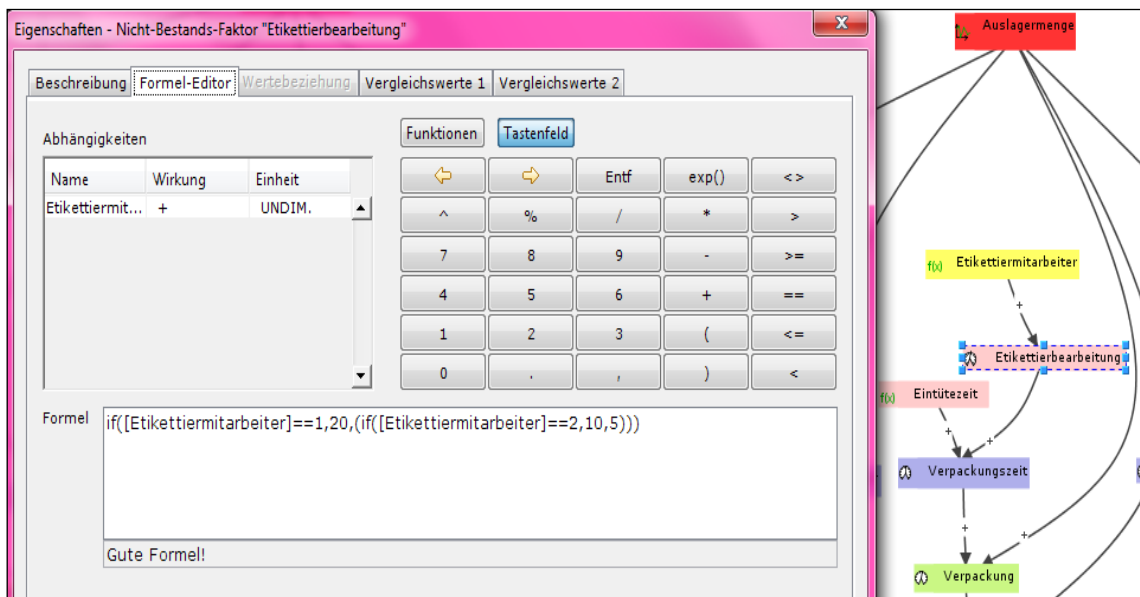 Eigenschaften - Nicht-Bestands-Faktor "Etikettierbearbeitung"
x
Beschreibung Formel-Editor Wertebeziehung Vergleichswerte 1 Vergleichswerte 2
Abhängigkeiten
Name Wirkung Einheit
Etikettiermit... + UNDIM.
Funktionen Tastenfeld
Entf exp() <>
^ % / * >
7 8 9 - >=
4 5 6 + ==
1 2 3 ( <=
0 . , ) <
Formel
if([Etikettiermitarbeiter]==1,20,(if([Etikettiermitarbeiter]==2,10,5)))
Gute Formel!
Auslagermenge
f(x) Etikettiermitarbeiter
+
Etikettierbearbeitung
f(x) Eintütezeit
+ +
Verpackungszeit
+ +
Verpackung